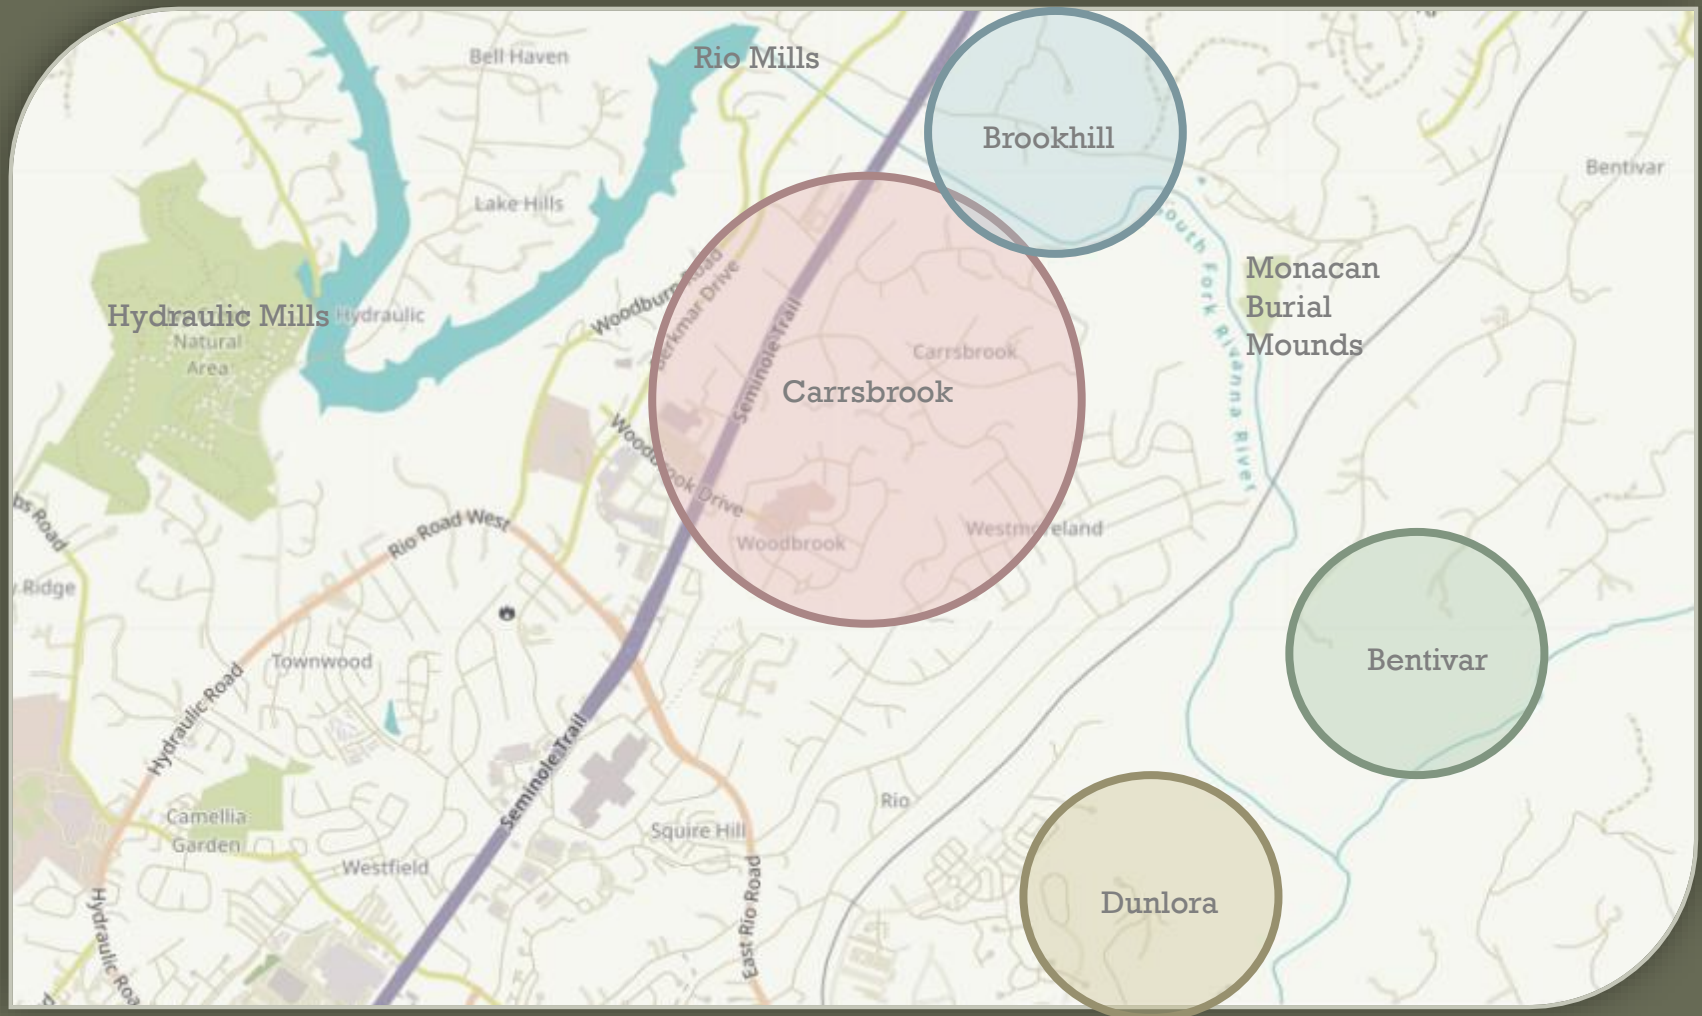 Rio Mills
Bell Haven
Brookhill
Bentivar
Lake Hills
South Fork Rivanna River
Monacan
Burial
Mounds
Hydraulic Mills
Hydraulic
Natural
Area
Woodburn Road
Berkmar Drive
Seminole Trail
Carrsbrook
Carrsbrook
Woodbrook Drive
Woodbrook
Westmoreland
bs Road
Rio Road West
y Ridge
Townwood
Bentivar
Hydraulic Road
Seminole Trail
Rio
Camellia
Garden
Squire Hill
Westfield
Dunlora
East Rio Road
Hydraulic Roa